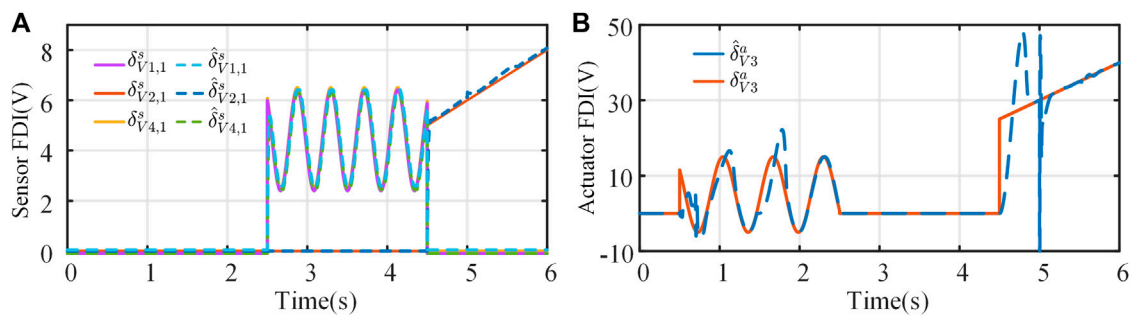 A
Sensor FDI(V)
8
6
4
2
0
δ^s_{V1,1} δ̂^s_{V1,1}
δ^s_{V2,1} δ̂^s_{V2,1}
δ^s_{V4,1} δ̂^s_{V4,1}
0 1 2 3 4 5 6
Time(s)
B
Actuator FDI(V)
50
30
10
-10
δ̂^a_{V3}
δ^a_{V3}
0 1 2 3 4 5 6
Time(s)